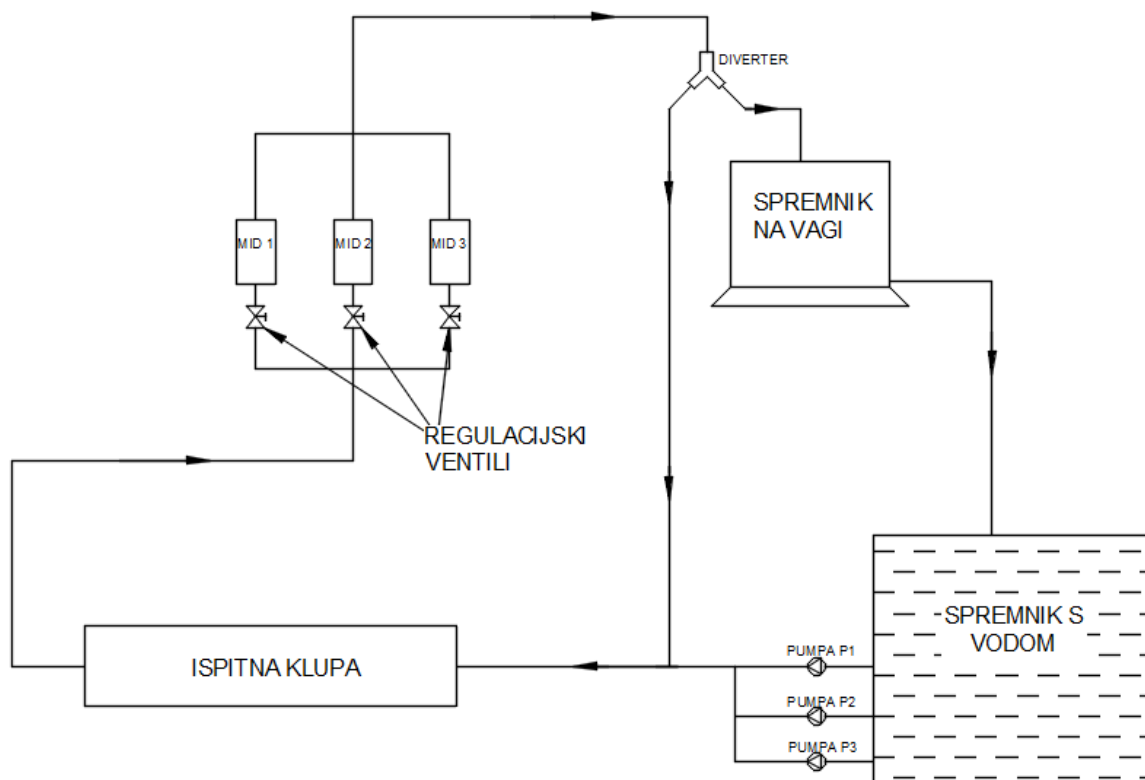 DIVERTER
SPREMNIK
NA VAGI
MID 1
MID 2
MID 3
REGULACIJSKI
VENTILI
SPREMNIK S
VODOM
ISPITNA KLUPA
PUMPA P1
PUMPA P2
PUMPA P3